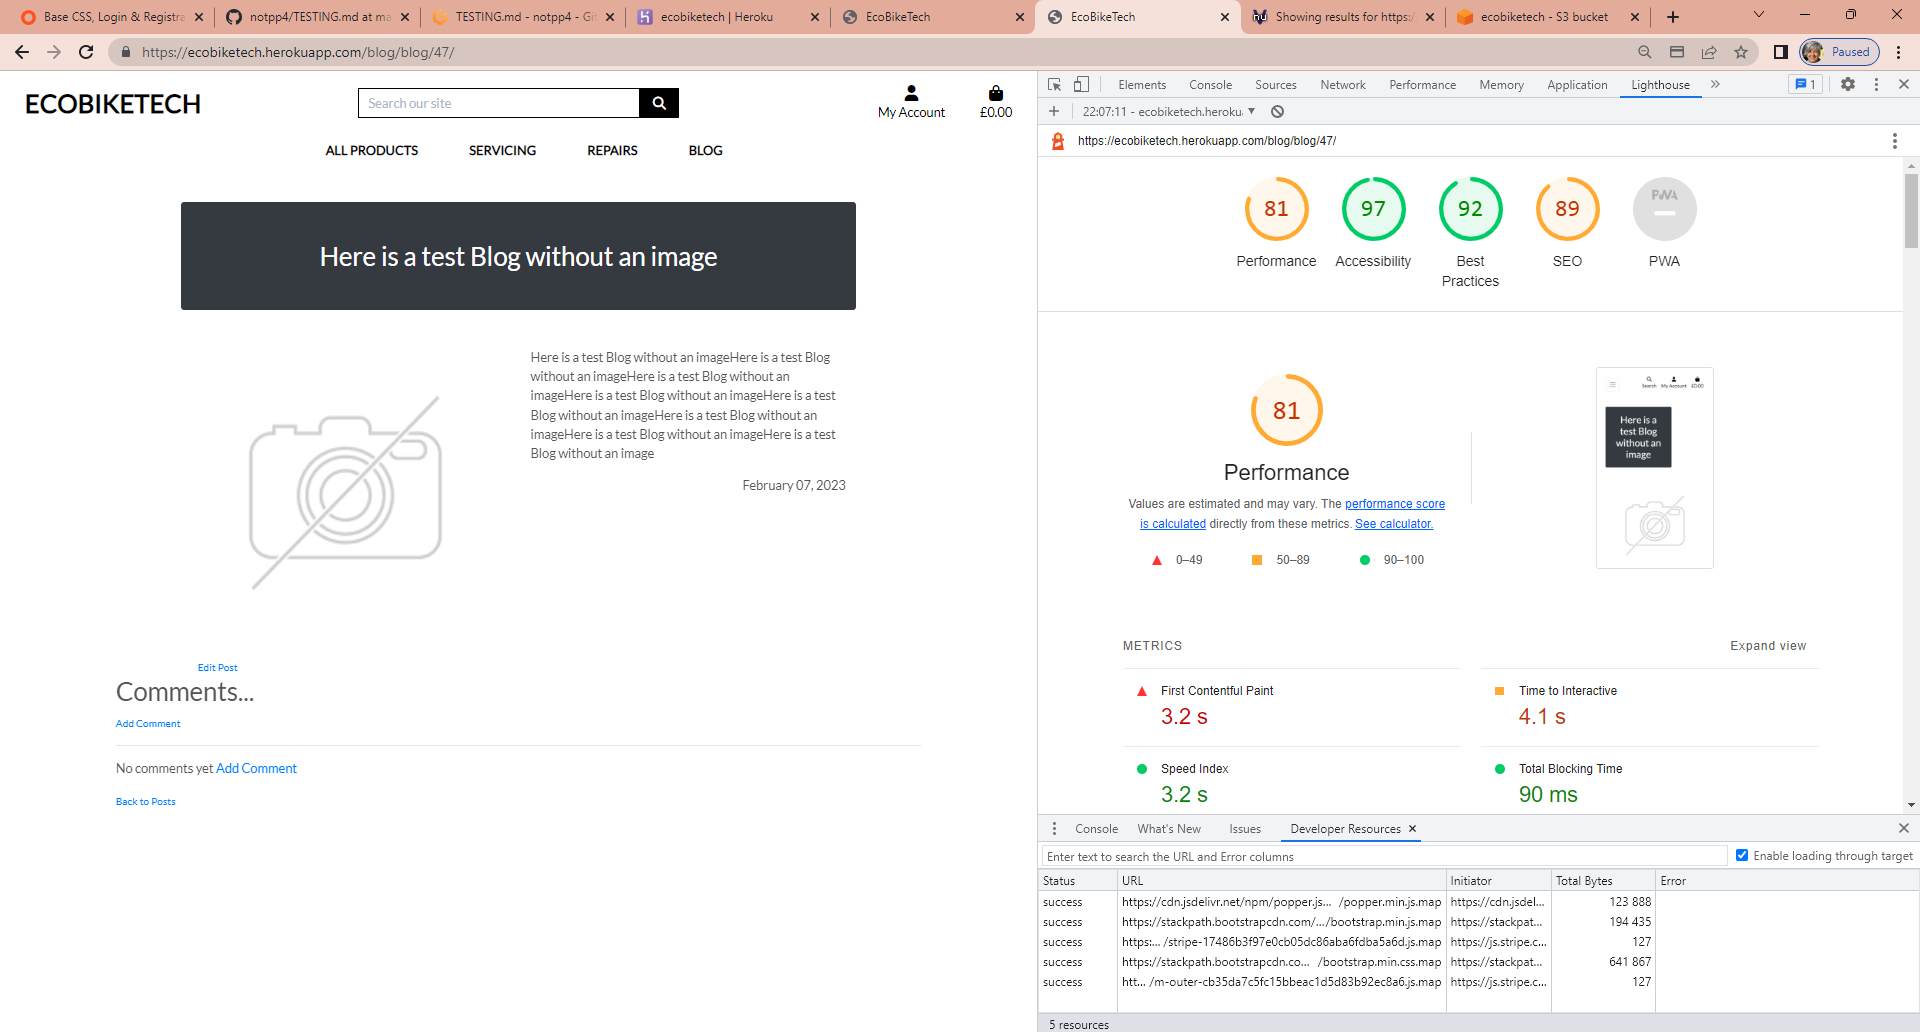 Base CSS, Login & Registra
notpp4/TESTING.md at ma
TESTING.md - notpp4 - Git
ecobiketech | Heroku
EcoBikeTech
EcoBikeTech
Showing results for https:/
ecobiketech - S3 bucket
https://ecobiketech.herokuapp.com/blog/blog/47/
Paused
ECOBIKETECH
Search our site
My Account
£0.00
ALL PRODUCTS
SERVICING
REPAIRS
BLOG
Here is a test Blog without an image
Here is a test Blog without an imageHere is a test Blog
without an imageHere is a test Blog without an
imageHere is a test Blog without an imageHere is a test
Blog without an imageHere is a test Blog without an
imageHere is a test Blog without an imageHere is a test
Blog without an image
February 07, 2023
Edit Post
Comments...
Add Comment
No comments yet Add Comment
Back to Posts
Elements
Console
Sources
Network
Performance
Memory
Application
Lighthouse
1
22:07:11 - ecobiketech.heroku
https://ecobiketech.herokuapp.com/blog/blog/47/
81
97
92
89
PWA
Performance
Accessibility
Best
Practices
SEO
PWA
81
Performance
Values are estimated and may vary. The performance score
is calculated directly from these metrics. See calculator.
0–49
50–89
90–100
Search
My Account
£0.00
Here is a
test Blog
without an
image
METRICS
Expand view
First Contentful Paint
3.2 s
Time to Interactive
4.1 s
Speed Index
3.2 s
Total Blocking Time
90 ms
Console
What's New
Issues
Developer Resources
Enter text to search the URL and Error columns
Enable loading through target
Status URL Initiator Total Bytes Error
success https://cdn.jsdelivr.net/npm/popper.js... /popper.min.js.map https://cdn.jsdel... 123 888
success https://stackpath.bootstrapcdn.com/.../bootstrap.min.js.map https://stackpat... 194 435
success https:... /stripe-17486b3f97e0cb05dc86aba6fdba5a6d.js.map https://js.stripe.c... 127
success https://stackpath.bootstrapcdn.co... /bootstrap.min.css.map https://stackpat... 641 867
success htt... /m-outer-cb35da7c5fc15bbeac1d5d83b92ec8a6.js.map https://js.stripe.c... 127
5 resources